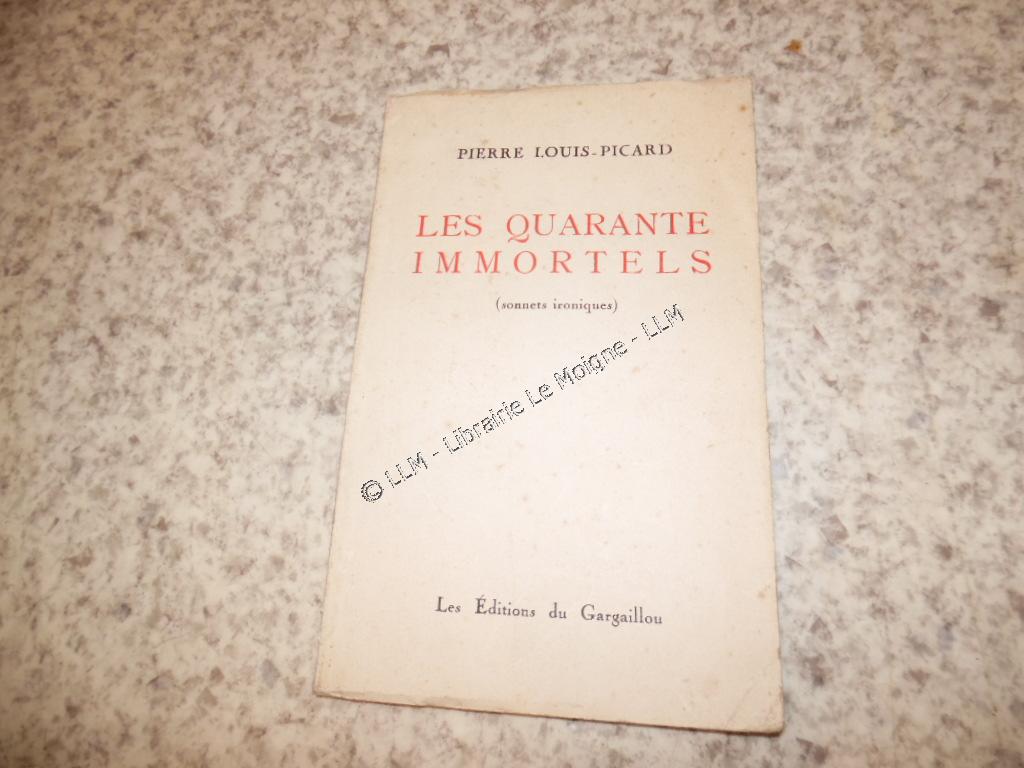 PIERRE LOUIS-PICARD
LES QUARANTE
IMMORTELS
(sonnets ironiques)
© LLM - Librairie Le Moigne - LLM
Les Éditions du Gargaillou